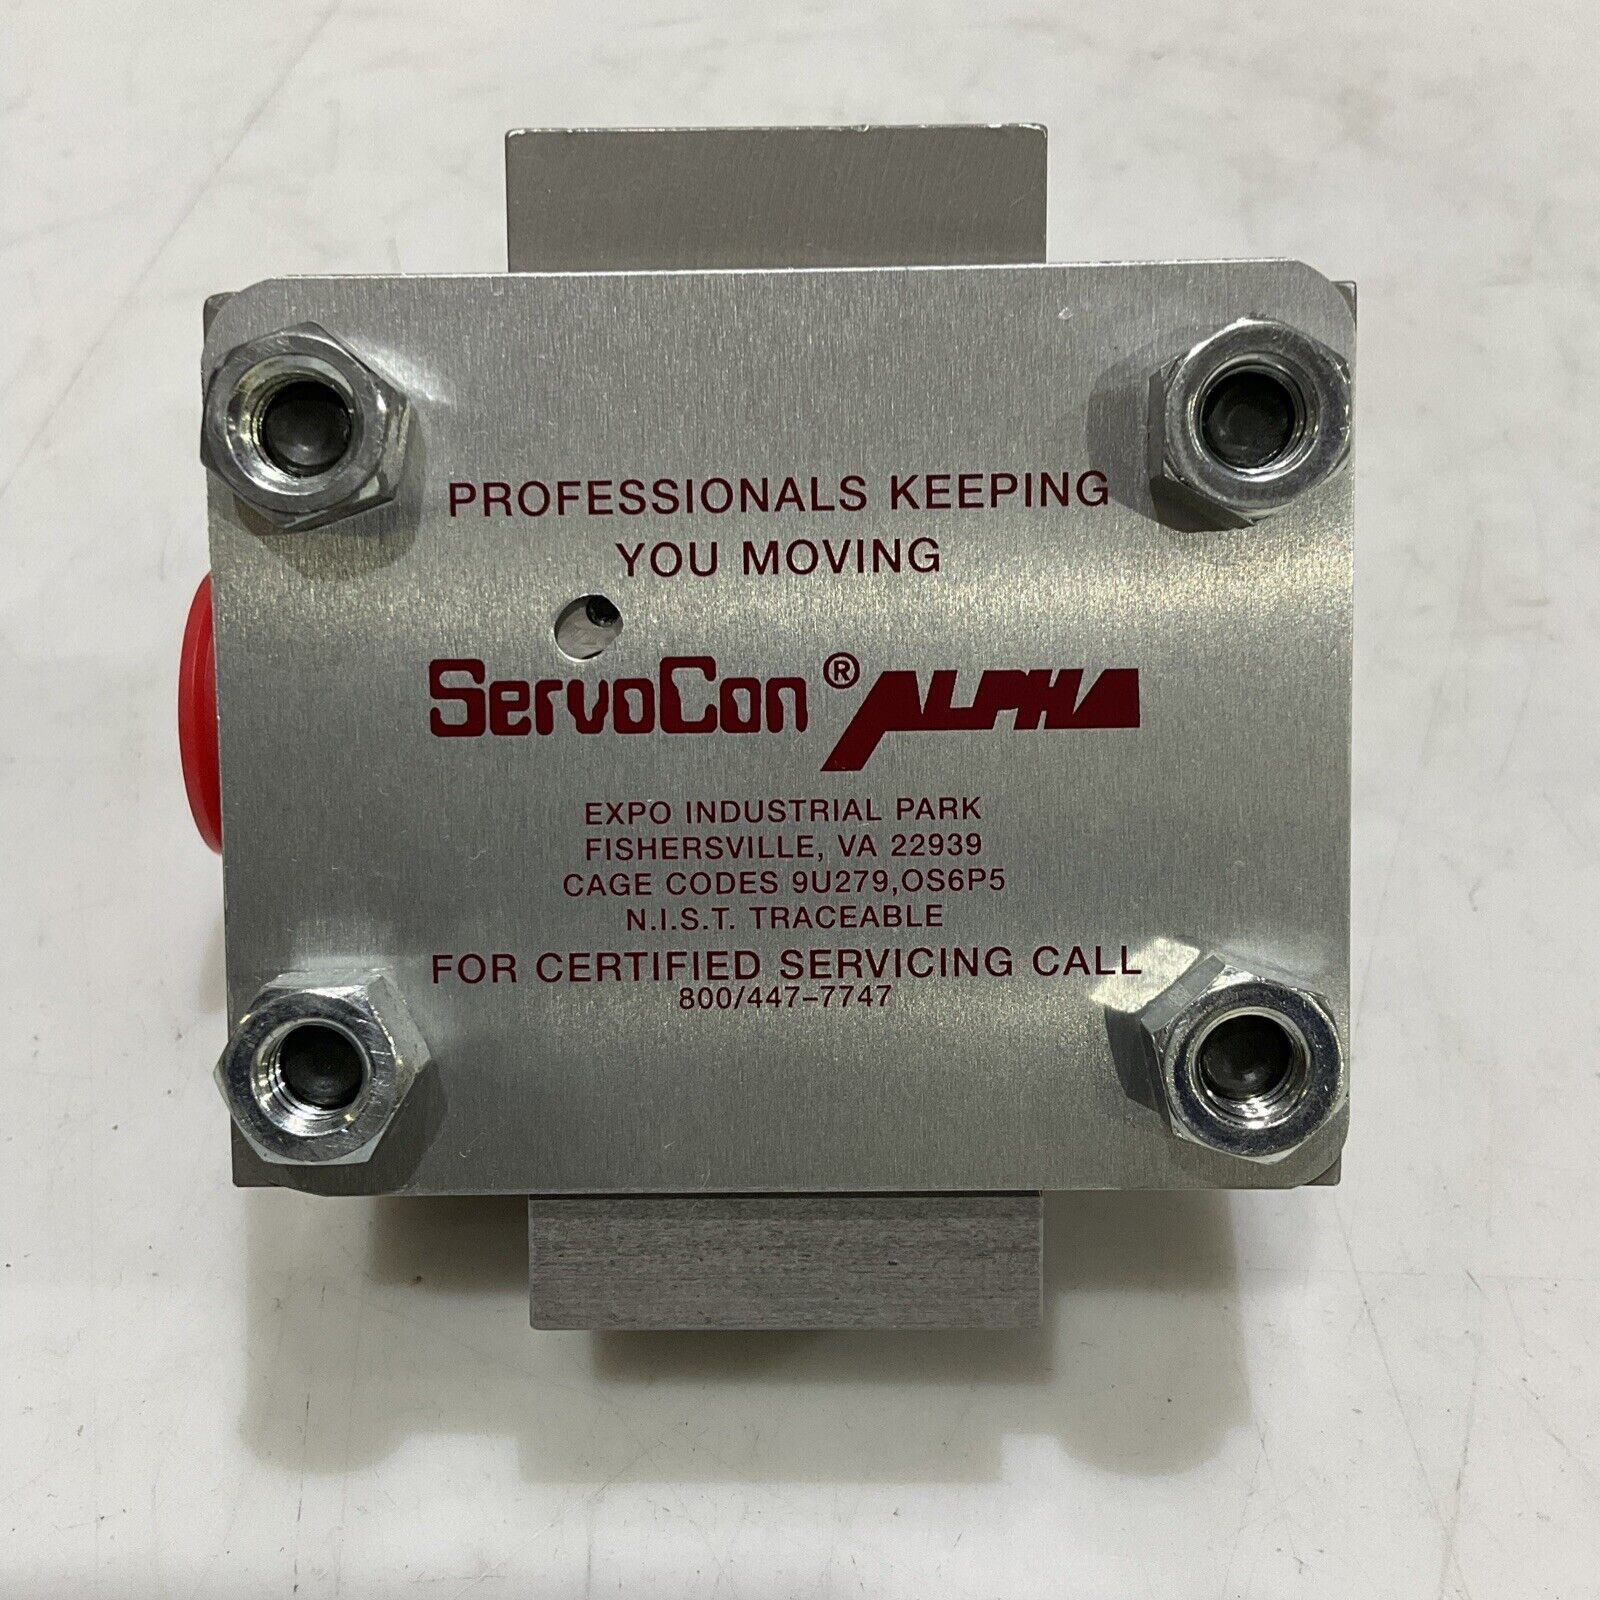 PROFESSIONALS KEEPING
YOU MOVING
SERVOCON® ALPHA
EXPO INDUSTRIAL PARK
FISHERSVILLE, VA 22939
CAGE CODES 9U279,OS6P5
N.I.S.T. TRACEABLE
FOR CERTIFIED SERVICING CALL
800/447-7747